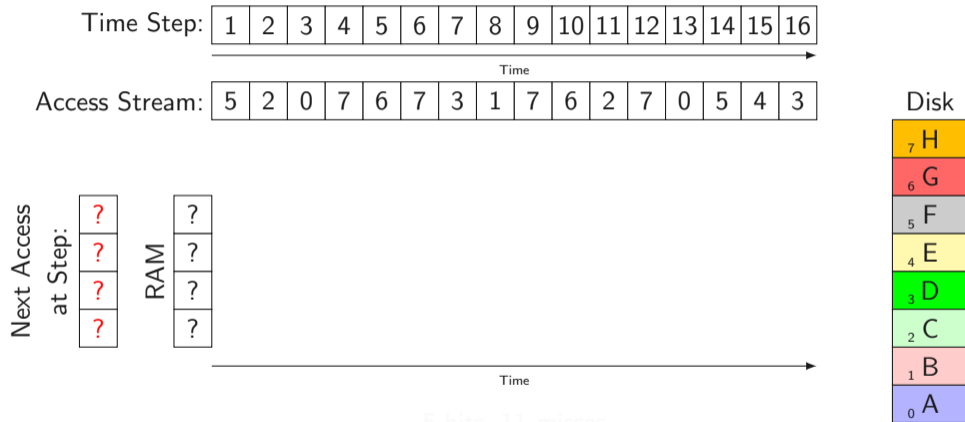 Time Step: 1 2 3 4 5 6 7 8 9 10 11 12 13 14 15 16
Time
Access Stream: 5 2 0 7 6 7 3 1 7 6 2 7 0 5 4 3
Disk
7 H
6 G
5 F
4 E
3 D
2 C
1 B
0 A
Next Access
at Step:
?
?
?
?
RAM
?
?
?
?
Time